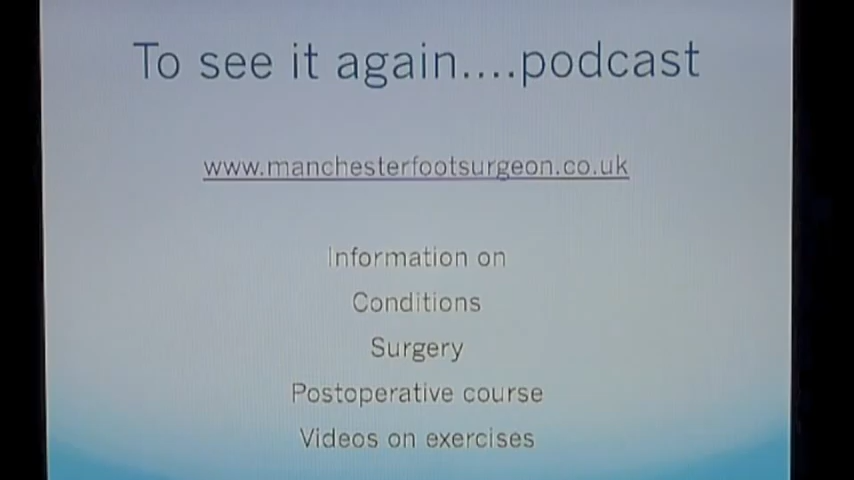 To see it again....podcast
www.manchesterfootsurgeon.co.uk
Information on
Conditions
Surgery
Postoperative course
Videos on exercises